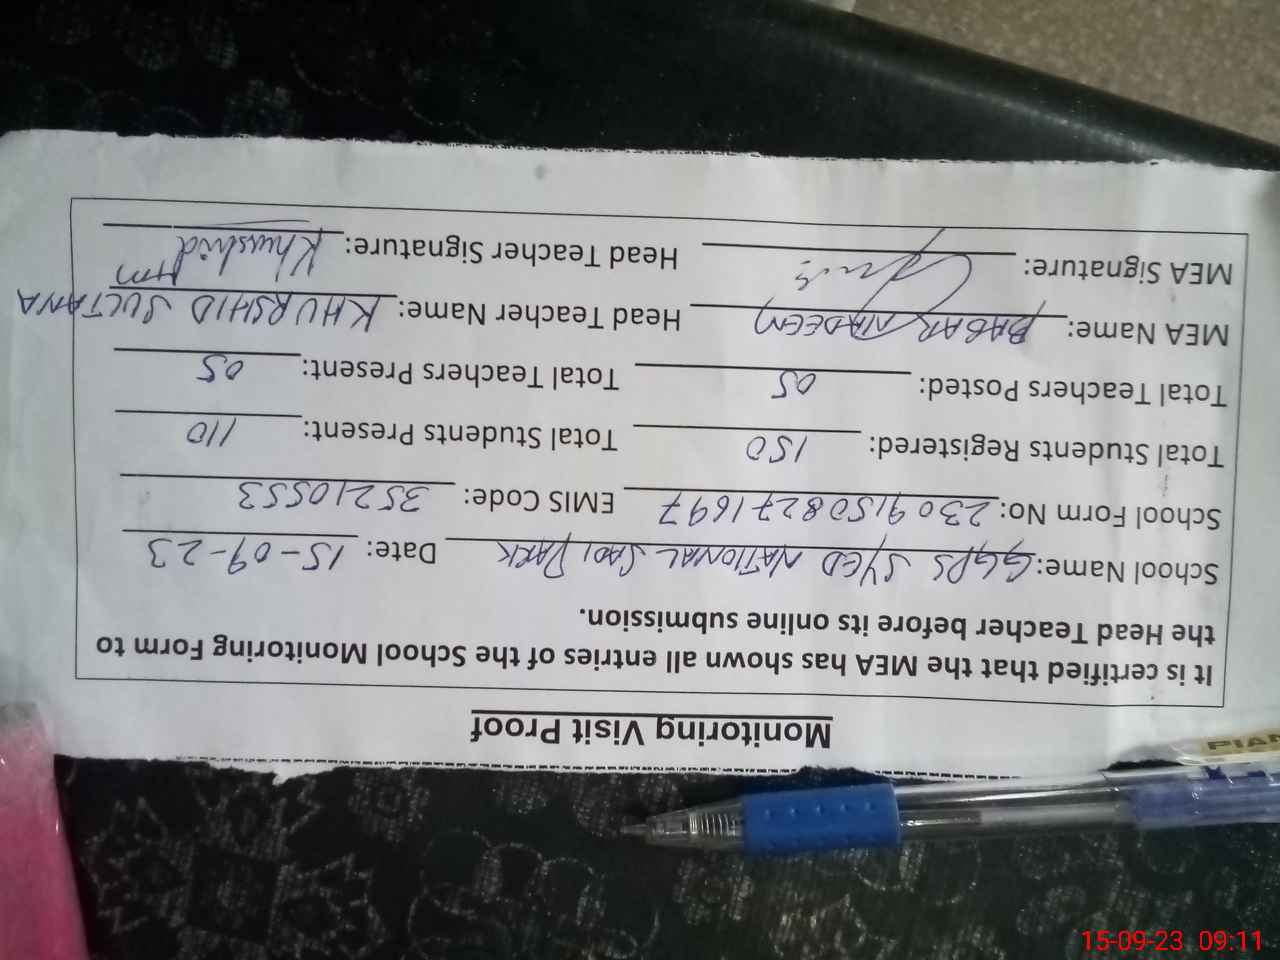 Monitoring Visit Proof
It is certified that the MEA has shown all entries of the School Monitoring Form to
the Head Teacher before its online submission.
School Name: GGPS SYED NATIONAL SADI PARK Date: 15-09-23
School Form No: 23091508271697 EMIS Code: 35210553
Total Students Registered: 150 Total Students Present: 110
Total Teachers Posted: 05 Total Teachers Present: 05
MEA Name: BABAR NADEEM Head Teacher Name: KHURSHID SULTANA
MEA Signature: Head Teacher Signature: Khurshid
HM
PIAN
15-09-23 09:11